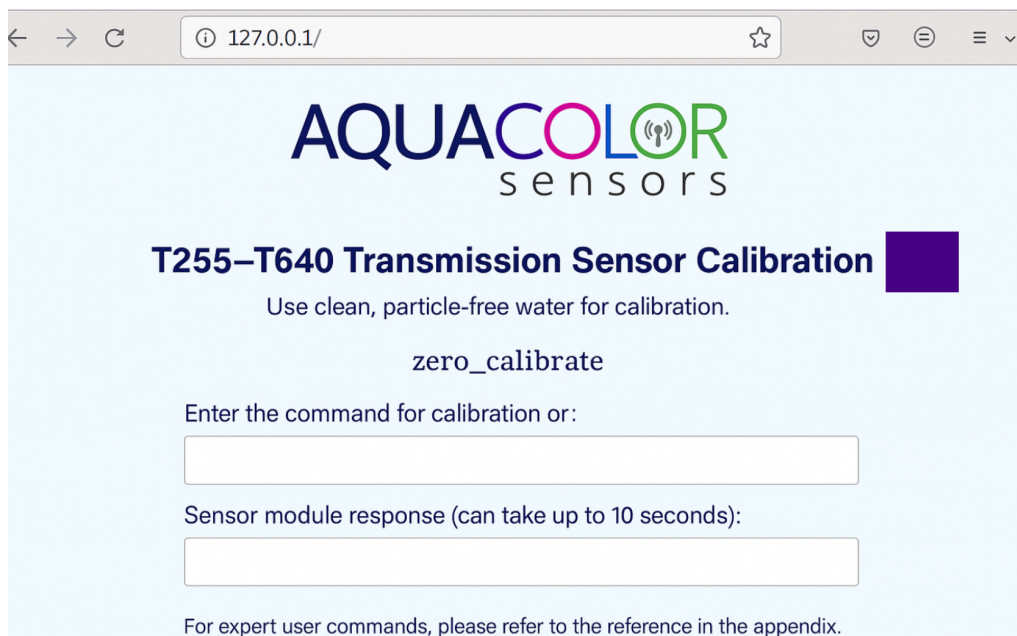 127.0.0.1/
AQUACOLOR
sensors
T255–T640 Transmission Sensor Calibration
Use clean, particle-free water for calibration.
zero_calibrate
Enter the command for calibration or:
Sensor module response (can take up to 10 seconds):
For expert user commands, please refer to the reference in the appendix.